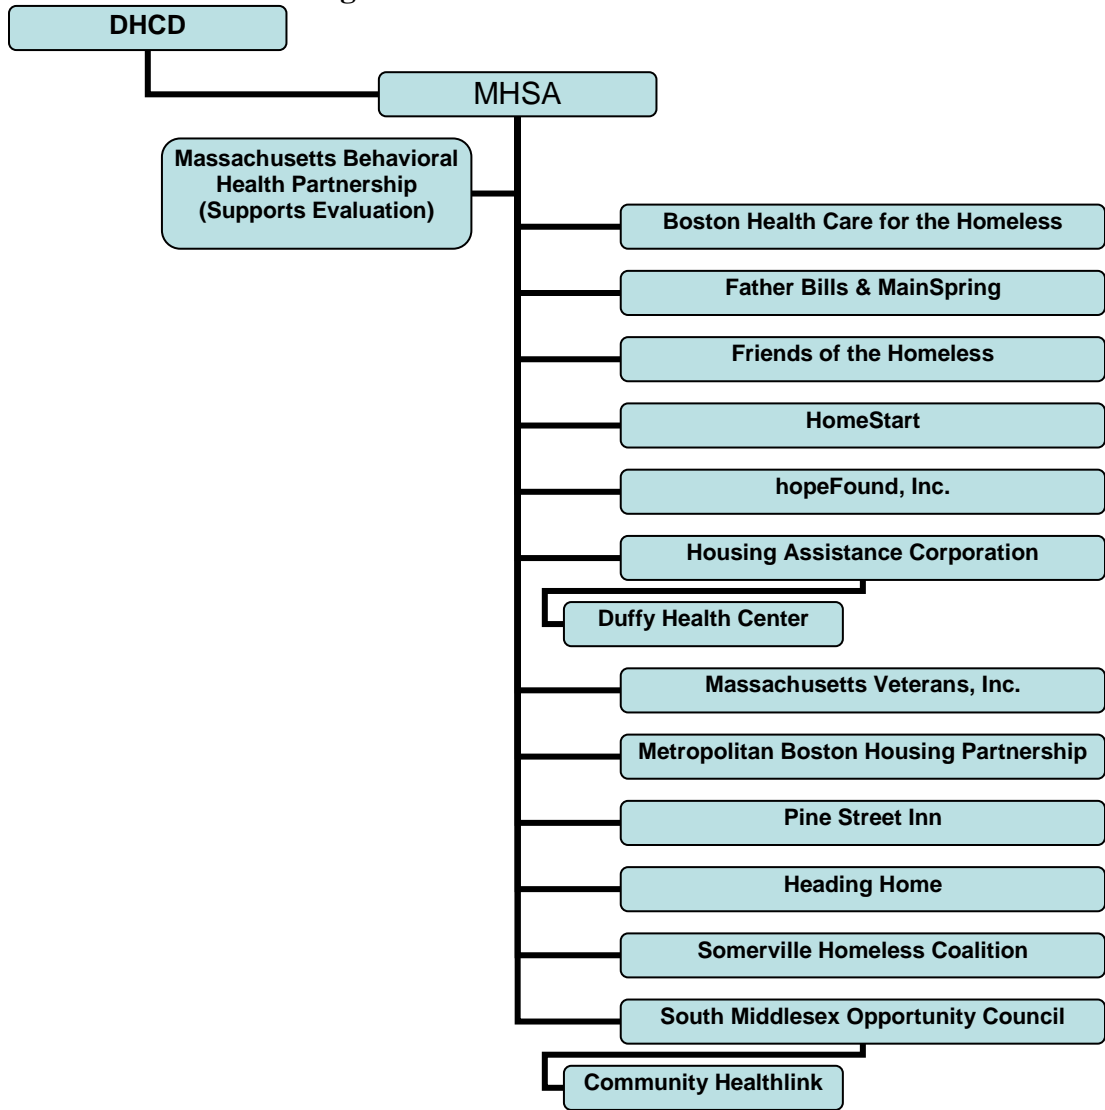 DHCD
MHSA
Massachusetts Behavioral
Health Partnership
(Supports Evaluation)
Boston Health Care for the Homeless
Father Bills & MainSpring
Friends of the Homeless
HomeStart
hopeFound, Inc.
Housing Assistance Corporation
Duffy Health Center
Massachusetts Veterans, Inc.
Metropolitan Boston Housing Partnership
Pine Street Inn
Heading Home
Somerville Homeless Coalition
South Middlesex Opportunity Council
Community Healthlink